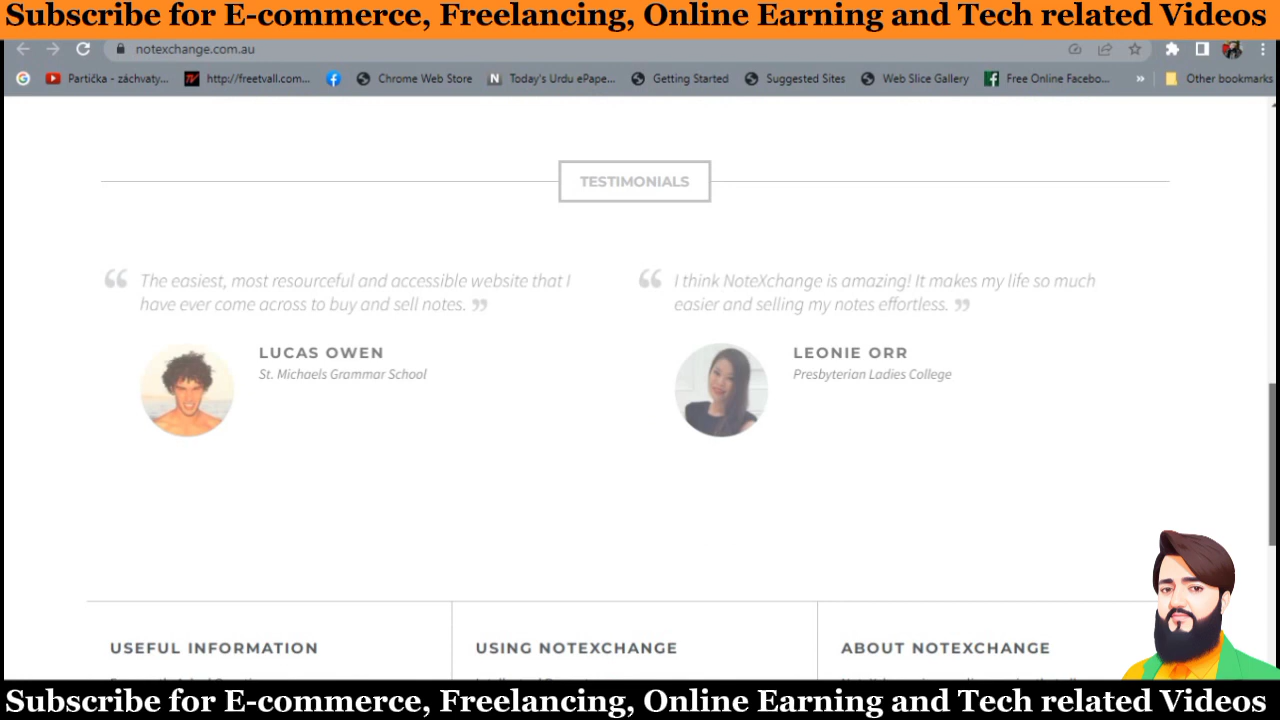 Subscribe for E-commerce, Freelancing, Online Earning and Tech related Videos
notexchange.com.au
Partička - záchvaty... http://freetvall.com... Chrome Web Store Today's Urdu ePape... Getting Started Suggested Sites Web Slice Gallery Free Online Facebo... » Other bookmarks
TESTIMONIALS
“ The easiest, most resourceful and accessible website that I
have ever come across to buy and sell notes. ”
LUCAS OWEN
St. Michaels Grammar School
“ I think NoteXchange is amazing! It makes my life so much
easier and selling my notes effortless. ”
LEONIE ORR
Presbyterian Ladies College
USEFUL INFORMATION
USING NOTEXCHANGE
ABOUT NOTEXCHANGE
Subscribe for E-commerce, Freelancing, Online Earning and Tech related Videos